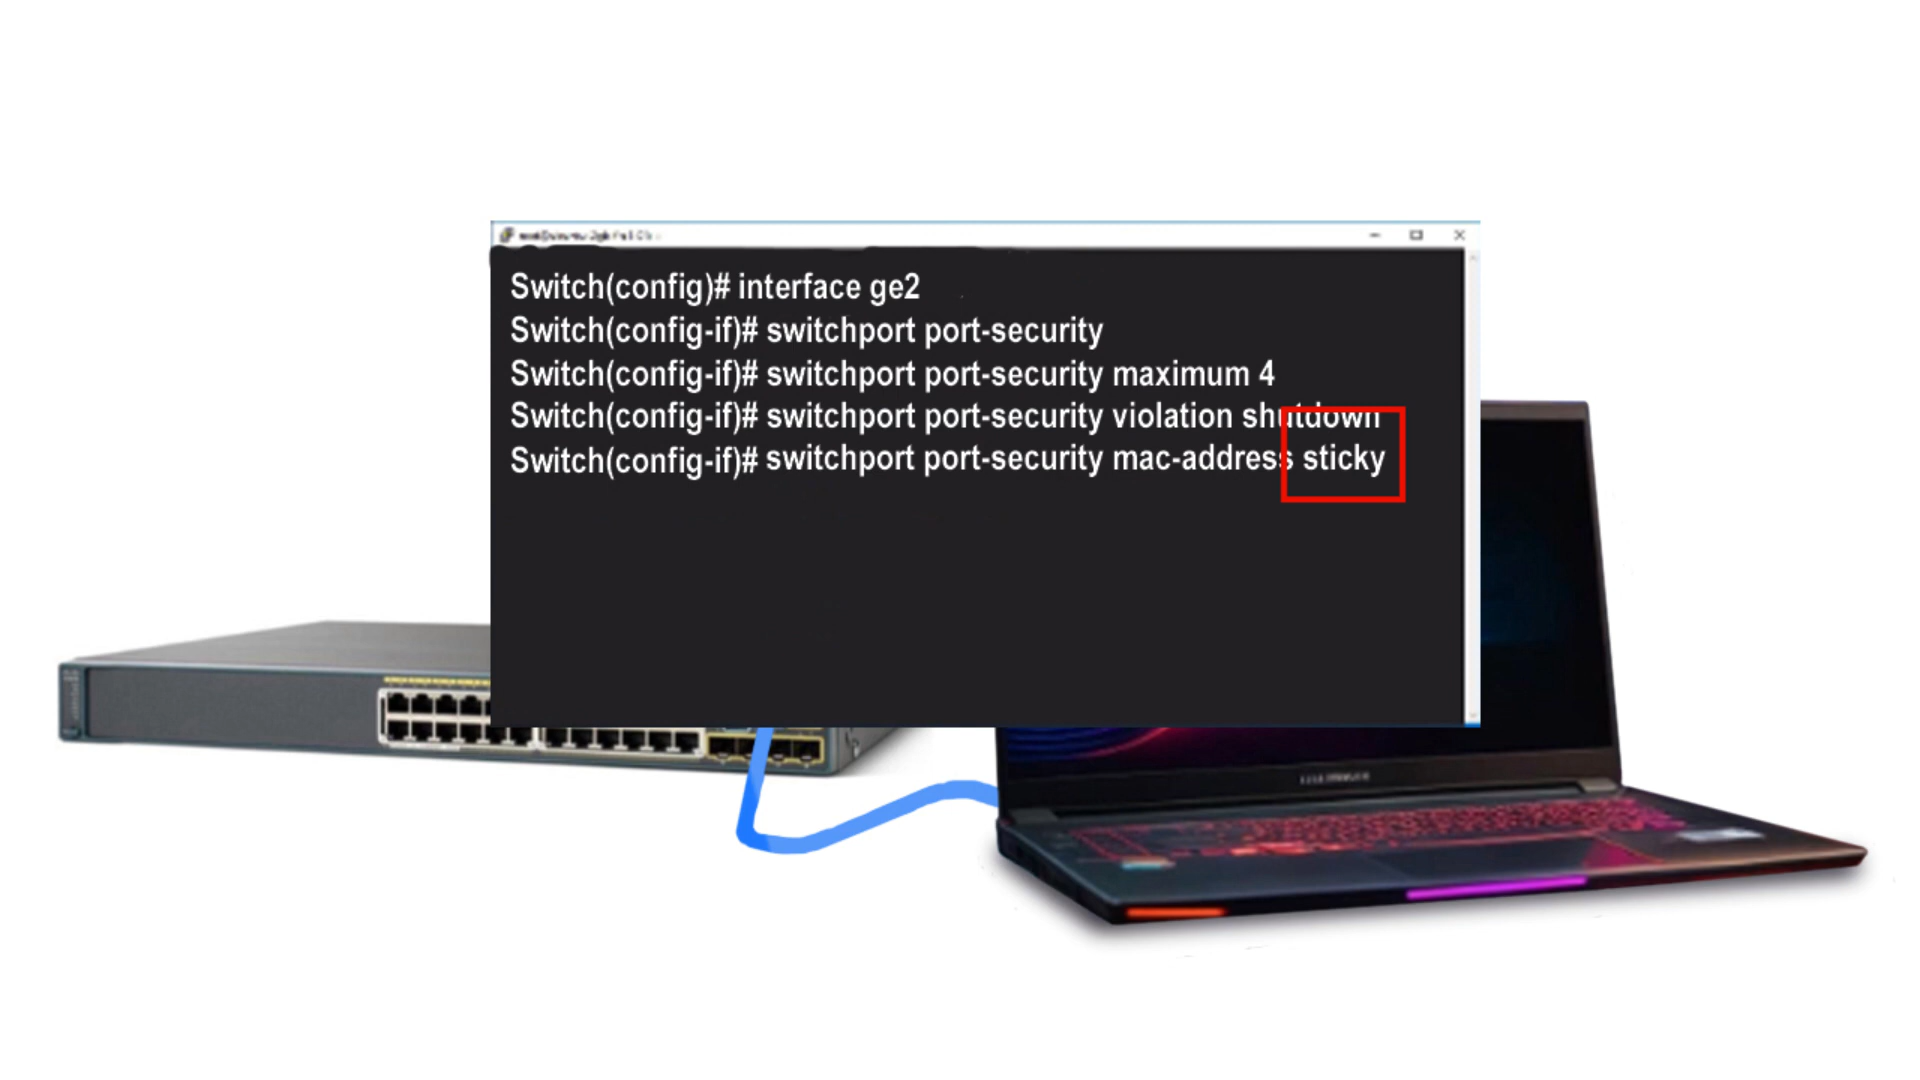 Switch(config)# interface ge2
Switch(config-if)# switchport port-security
Switch(config-if)# switchport port-security maximum 4
Switch(config-if)# switchport port-security violation shutdown
Switch(config-if)# switchport port-security mac-address sticky